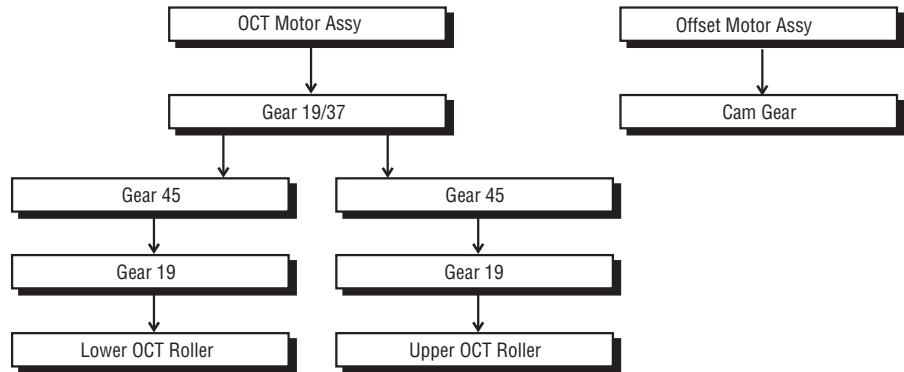 OCT Motor Assy
Offset Motor Assy
Gear 19/37
Cam Gear
Gear 45
Gear 45
Gear 19
Gear 19
Lower OCT Roller
Upper OCT Roller